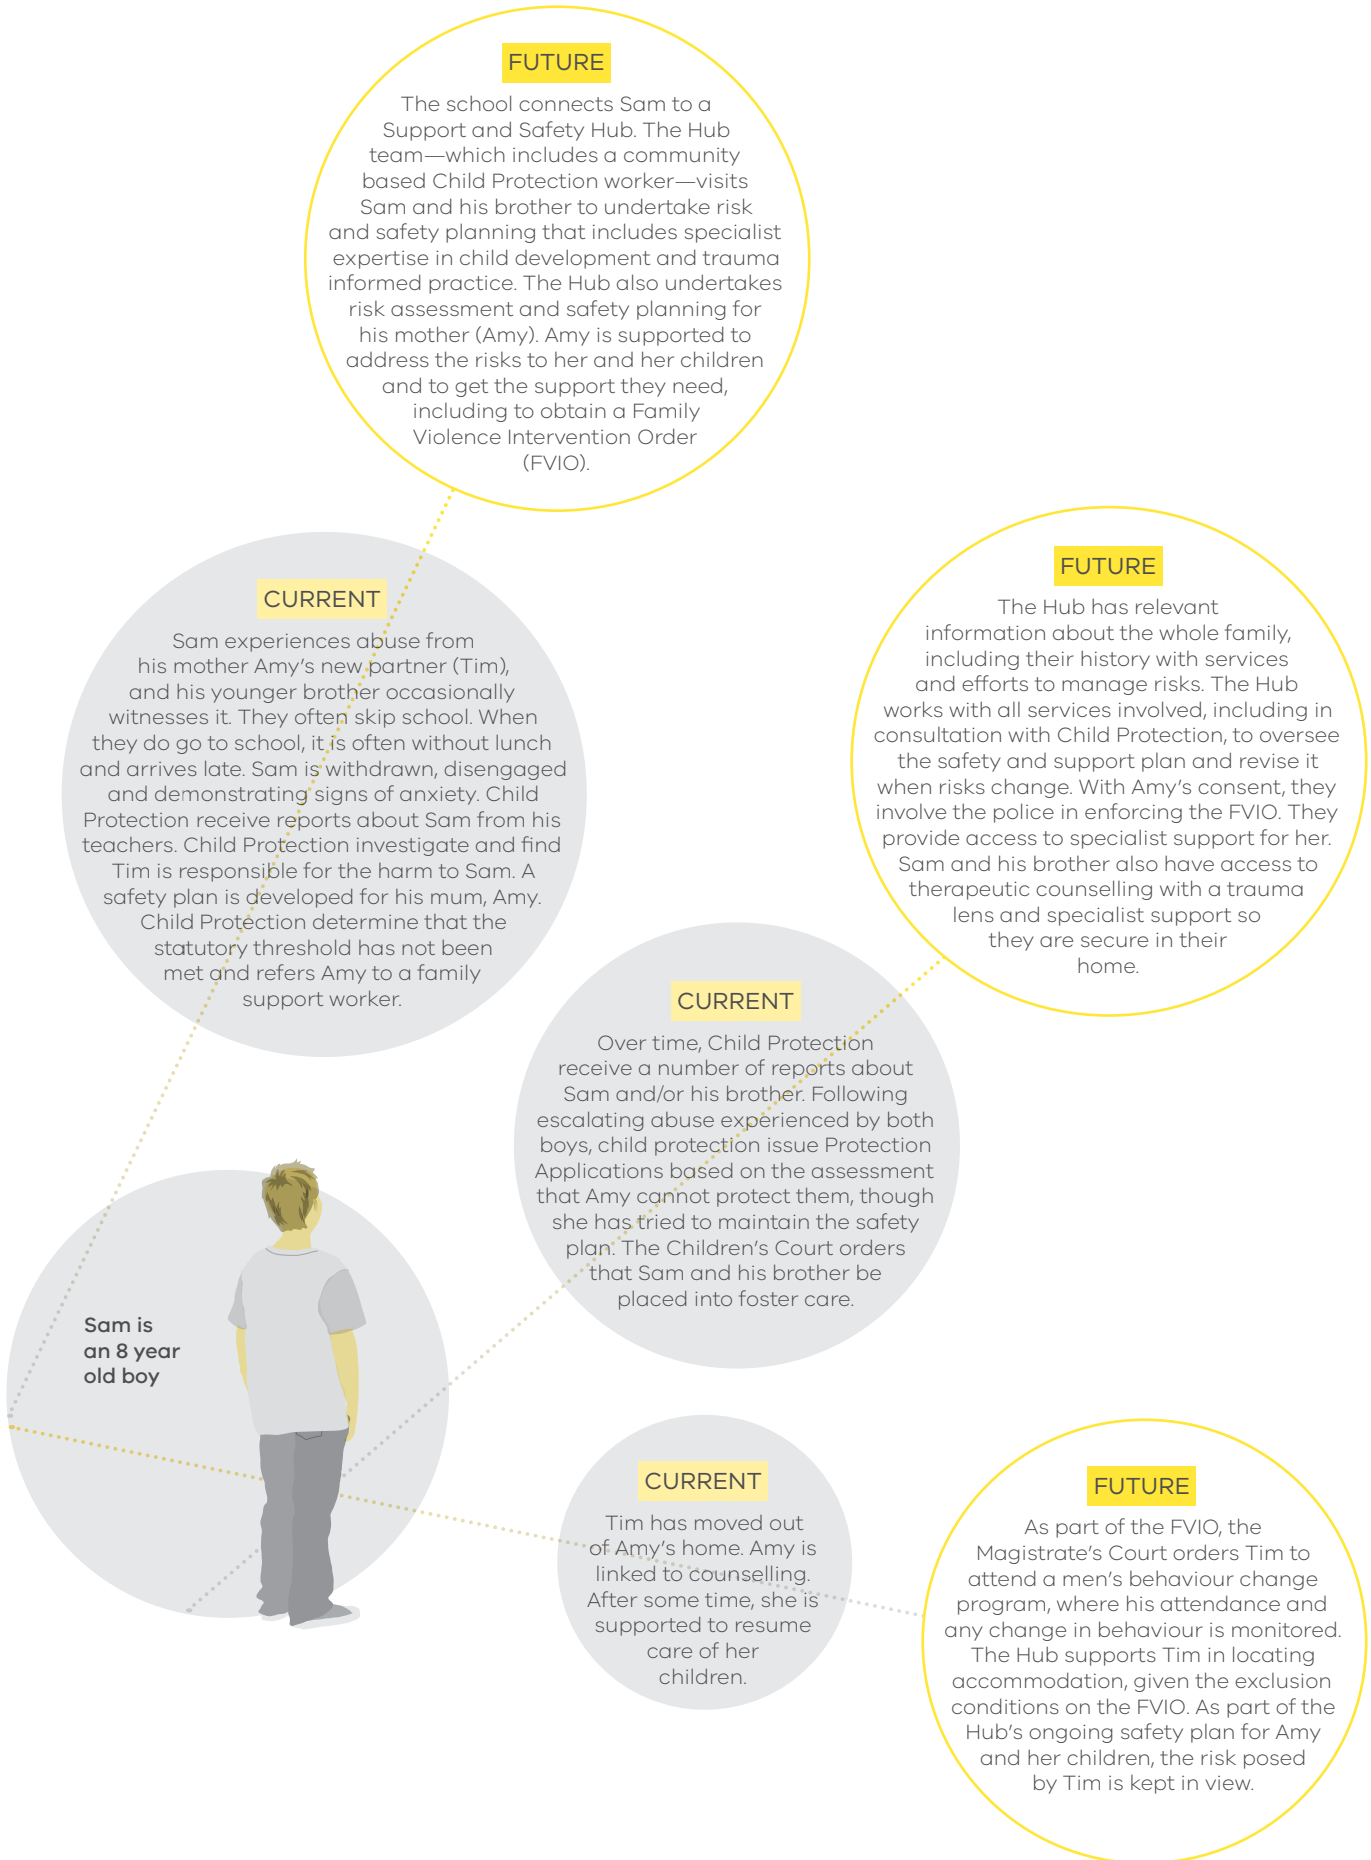 FUTURE
The school connects Sam to a
Support and Safety Hub. The Hub
team—which includes a community
based Child Protection worker—visits
Sam and his brother to undertake risk
and safety planning that includes specialist
expertise in child development and trauma
informed practice. The Hub also undertakes
risk assessment and safety planning for
his mother (Amy). Amy is supported to
address the risks to her and her children
and to get the support they need,
including to obtain a Family
Violence Intervention Order
(FVIO).
CURRENT
Sam experiences abuse from
his mother Amy's new partner (Tim),
and his younger brother occasionally
witnesses it. They often skip school. When
they do go to school, it is often without lunch
and arrives late. Sam is withdrawn, disengaged
and demonstrating signs of anxiety. Child
Protection receive reports about Sam from his
teachers. Child Protection investigate and find
Tim is responsible for the harm to Sam. A
safety plan is developed for his mum, Amy.
Child Protection determine that the
statutory threshold has not been
met and refers Amy to a family
support worker.
FUTURE
The Hub has relevant
information about the whole family,
including their history with services
and efforts to manage risks. The Hub
works with all services involved, including in
consultation with Child Protection, to oversee
the safety and support plan and revise it
when risks change. With Amy's consent, they
involve the police in enforcing the FVIO. They
provide access to specialist support for her.
Sam and his brother also have access to
therapeutic counselling with a trauma
lens and specialist support so
they are secure in their
home.
CURRENT
Over time, Child Protection
receive a number of reports about
Sam and/or his brother. Following
escalating abuse experienced by both
boys, child protection issue Protection
Applications based on the assessment
that Amy cannot protect them, though
she has tried to maintain the safety
plan. The Children's Court orders
that Sam and his brother be
placed into foster care.
Sam is
an 8 year
old boy
CURRENT
Tim has moved out
of Amy's home. Amy is
linked to counselling.
After some time, she is
supported to resume
care of her
children.
FUTURE
As part of the FVIO, the
Magistrate's Court orders Tim to
attend a men's behaviour change
program, where his attendance and
any change in behaviour is monitored.
The Hub supports Tim in locating
accommodation, given the exclusion
conditions on the FVIO. As part of the
Hub's ongoing safety plan for Amy
and her children, the risk posed
by Tim is kept in view.